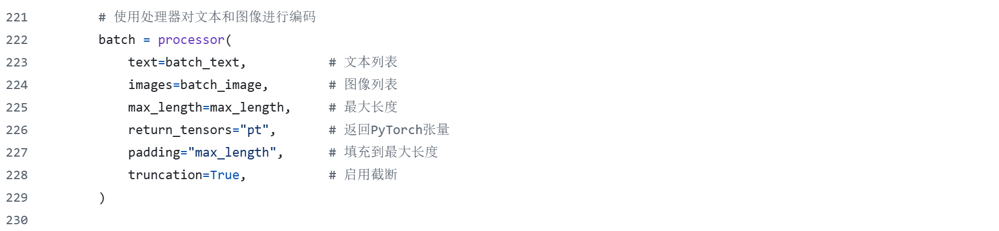 221 # 使用处理器对文本和图像进行编码
222 batch = processor(
223 text=batch_text, # 文本列表
224 images=batch_image, # 图像列表
225 max_length=max_length, # 最大长度
226 return_tensors="pt", # 返回PyTorch张量
227 padding="max_length", # 填充到最大长度
228 truncation=True, # 启用截断
229 )
230